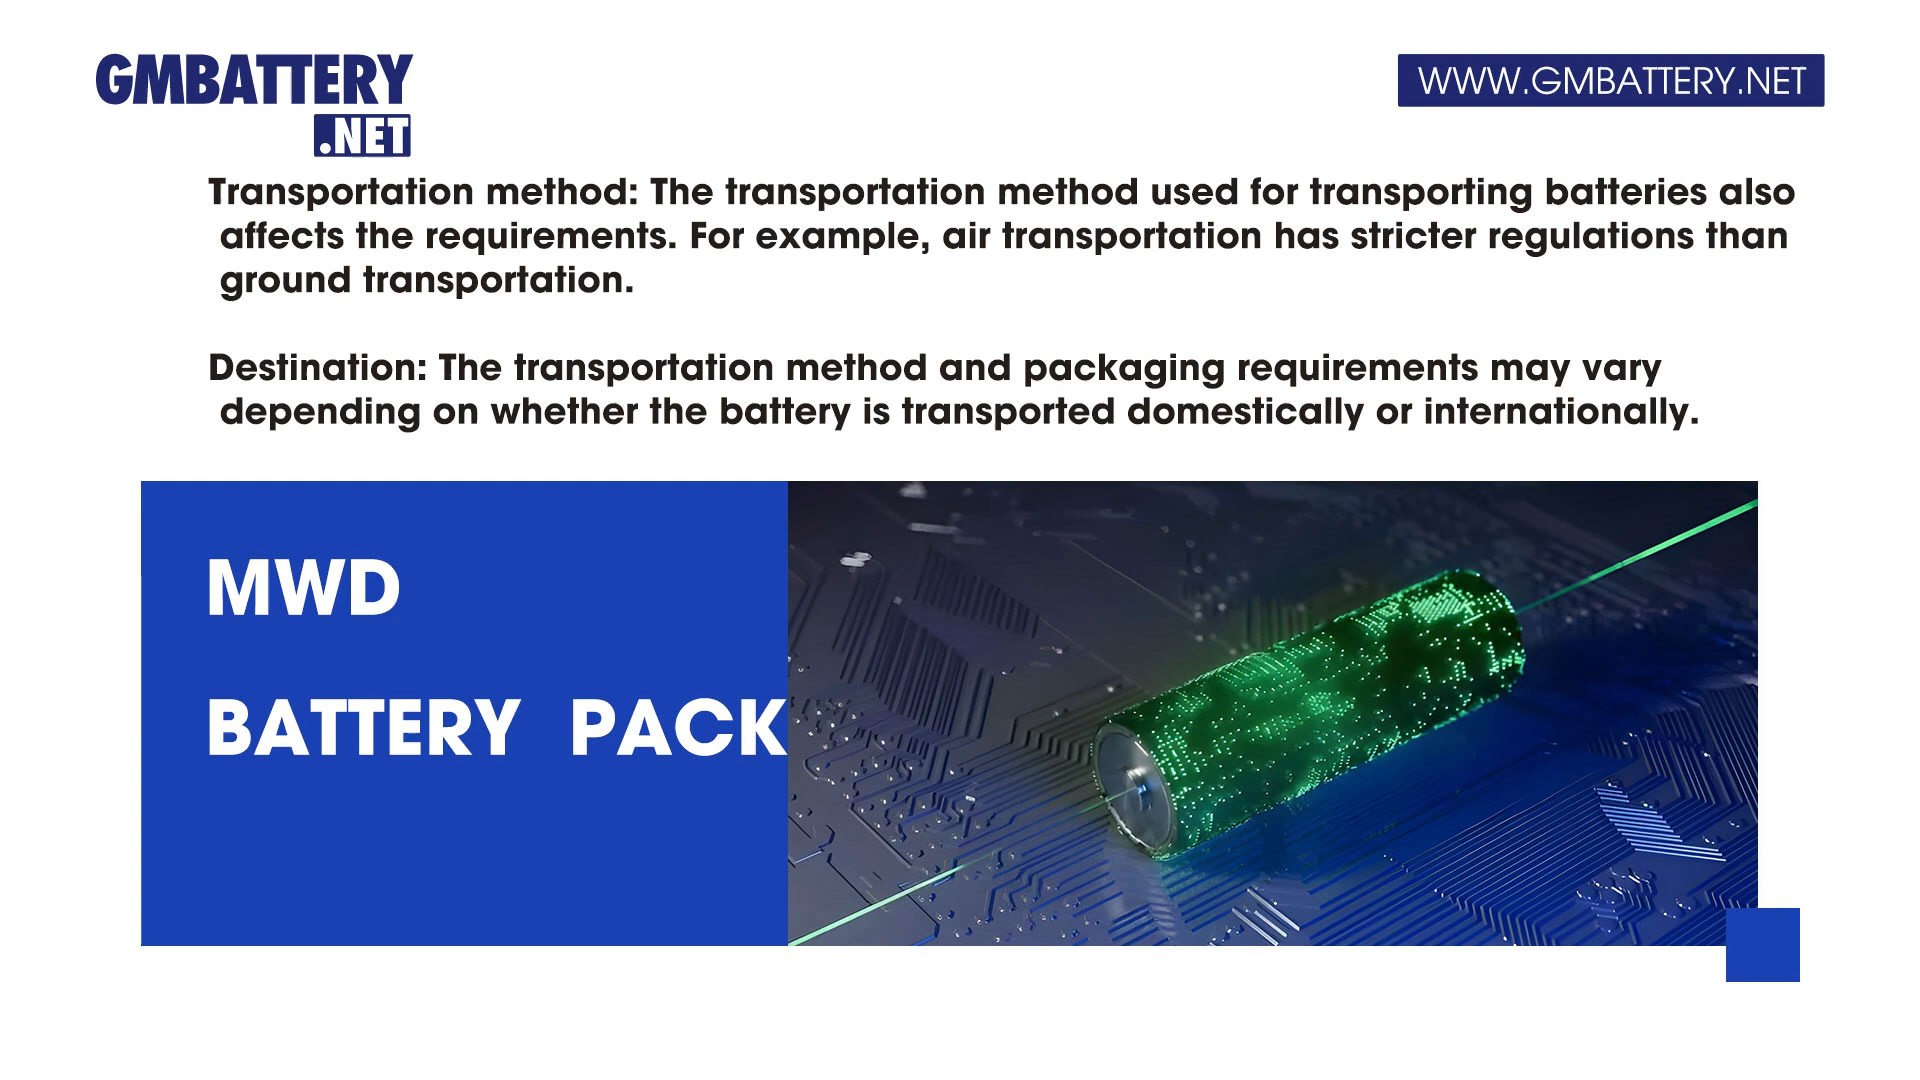 GMBATTERY
.NET
WWW.GMBATTERY.NET
Transportation method: The transportation method used for transporting batteries also
affects the requirements. For example, air transportation has stricter regulations than
ground transportation.
Destination: The transportation method and packaging requirements may vary
depending on whether the battery is transported domestically or internationally.
MWD
BATTERY PACK